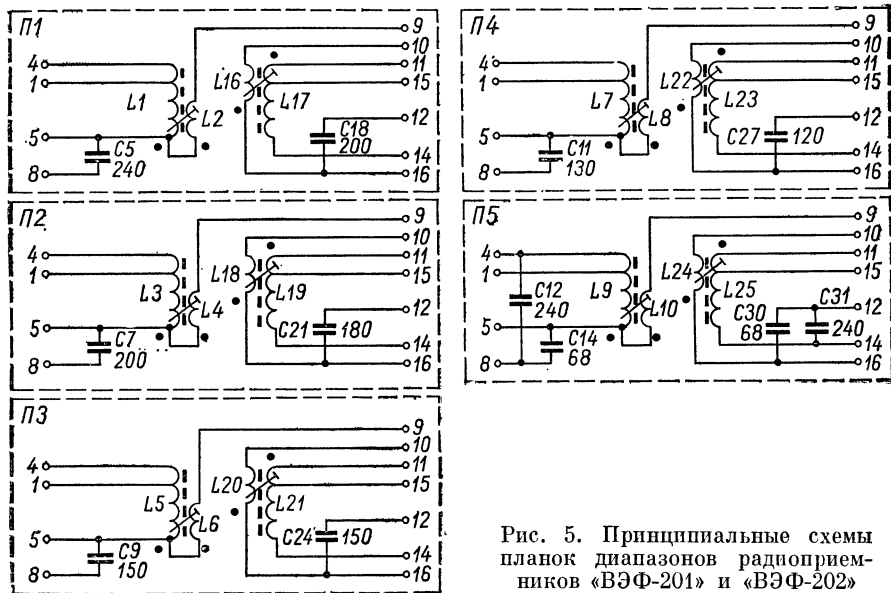 П1
4
1
5
8
L1
L2
C5
240
L16
L17
C18
200
9
10
11
15
12
14
16
П2
4
1
5
8
L3
L4
C7
200
L18
L19
C21 180
9
10
11
15
12
14
16
П3
4
1
5
8
L5
L6
C9
150
L20
L21
C24 150
9
10
11
15
12
14
16
П4
4
1
5
8
L7
L8
C11
130
L22
L23
C27 120
9
10
11
15
12
14
16
П5
4
1
5
8
C12
240
C14
68
L9
L10
L24
L25
C30
68
C31
240
9
10
11
15
12
14
16
Рис. 5. Принципиальные схемы
планок диапазонов радиоприем-
ников «ВЭФ-201» и «ВЭФ-202»